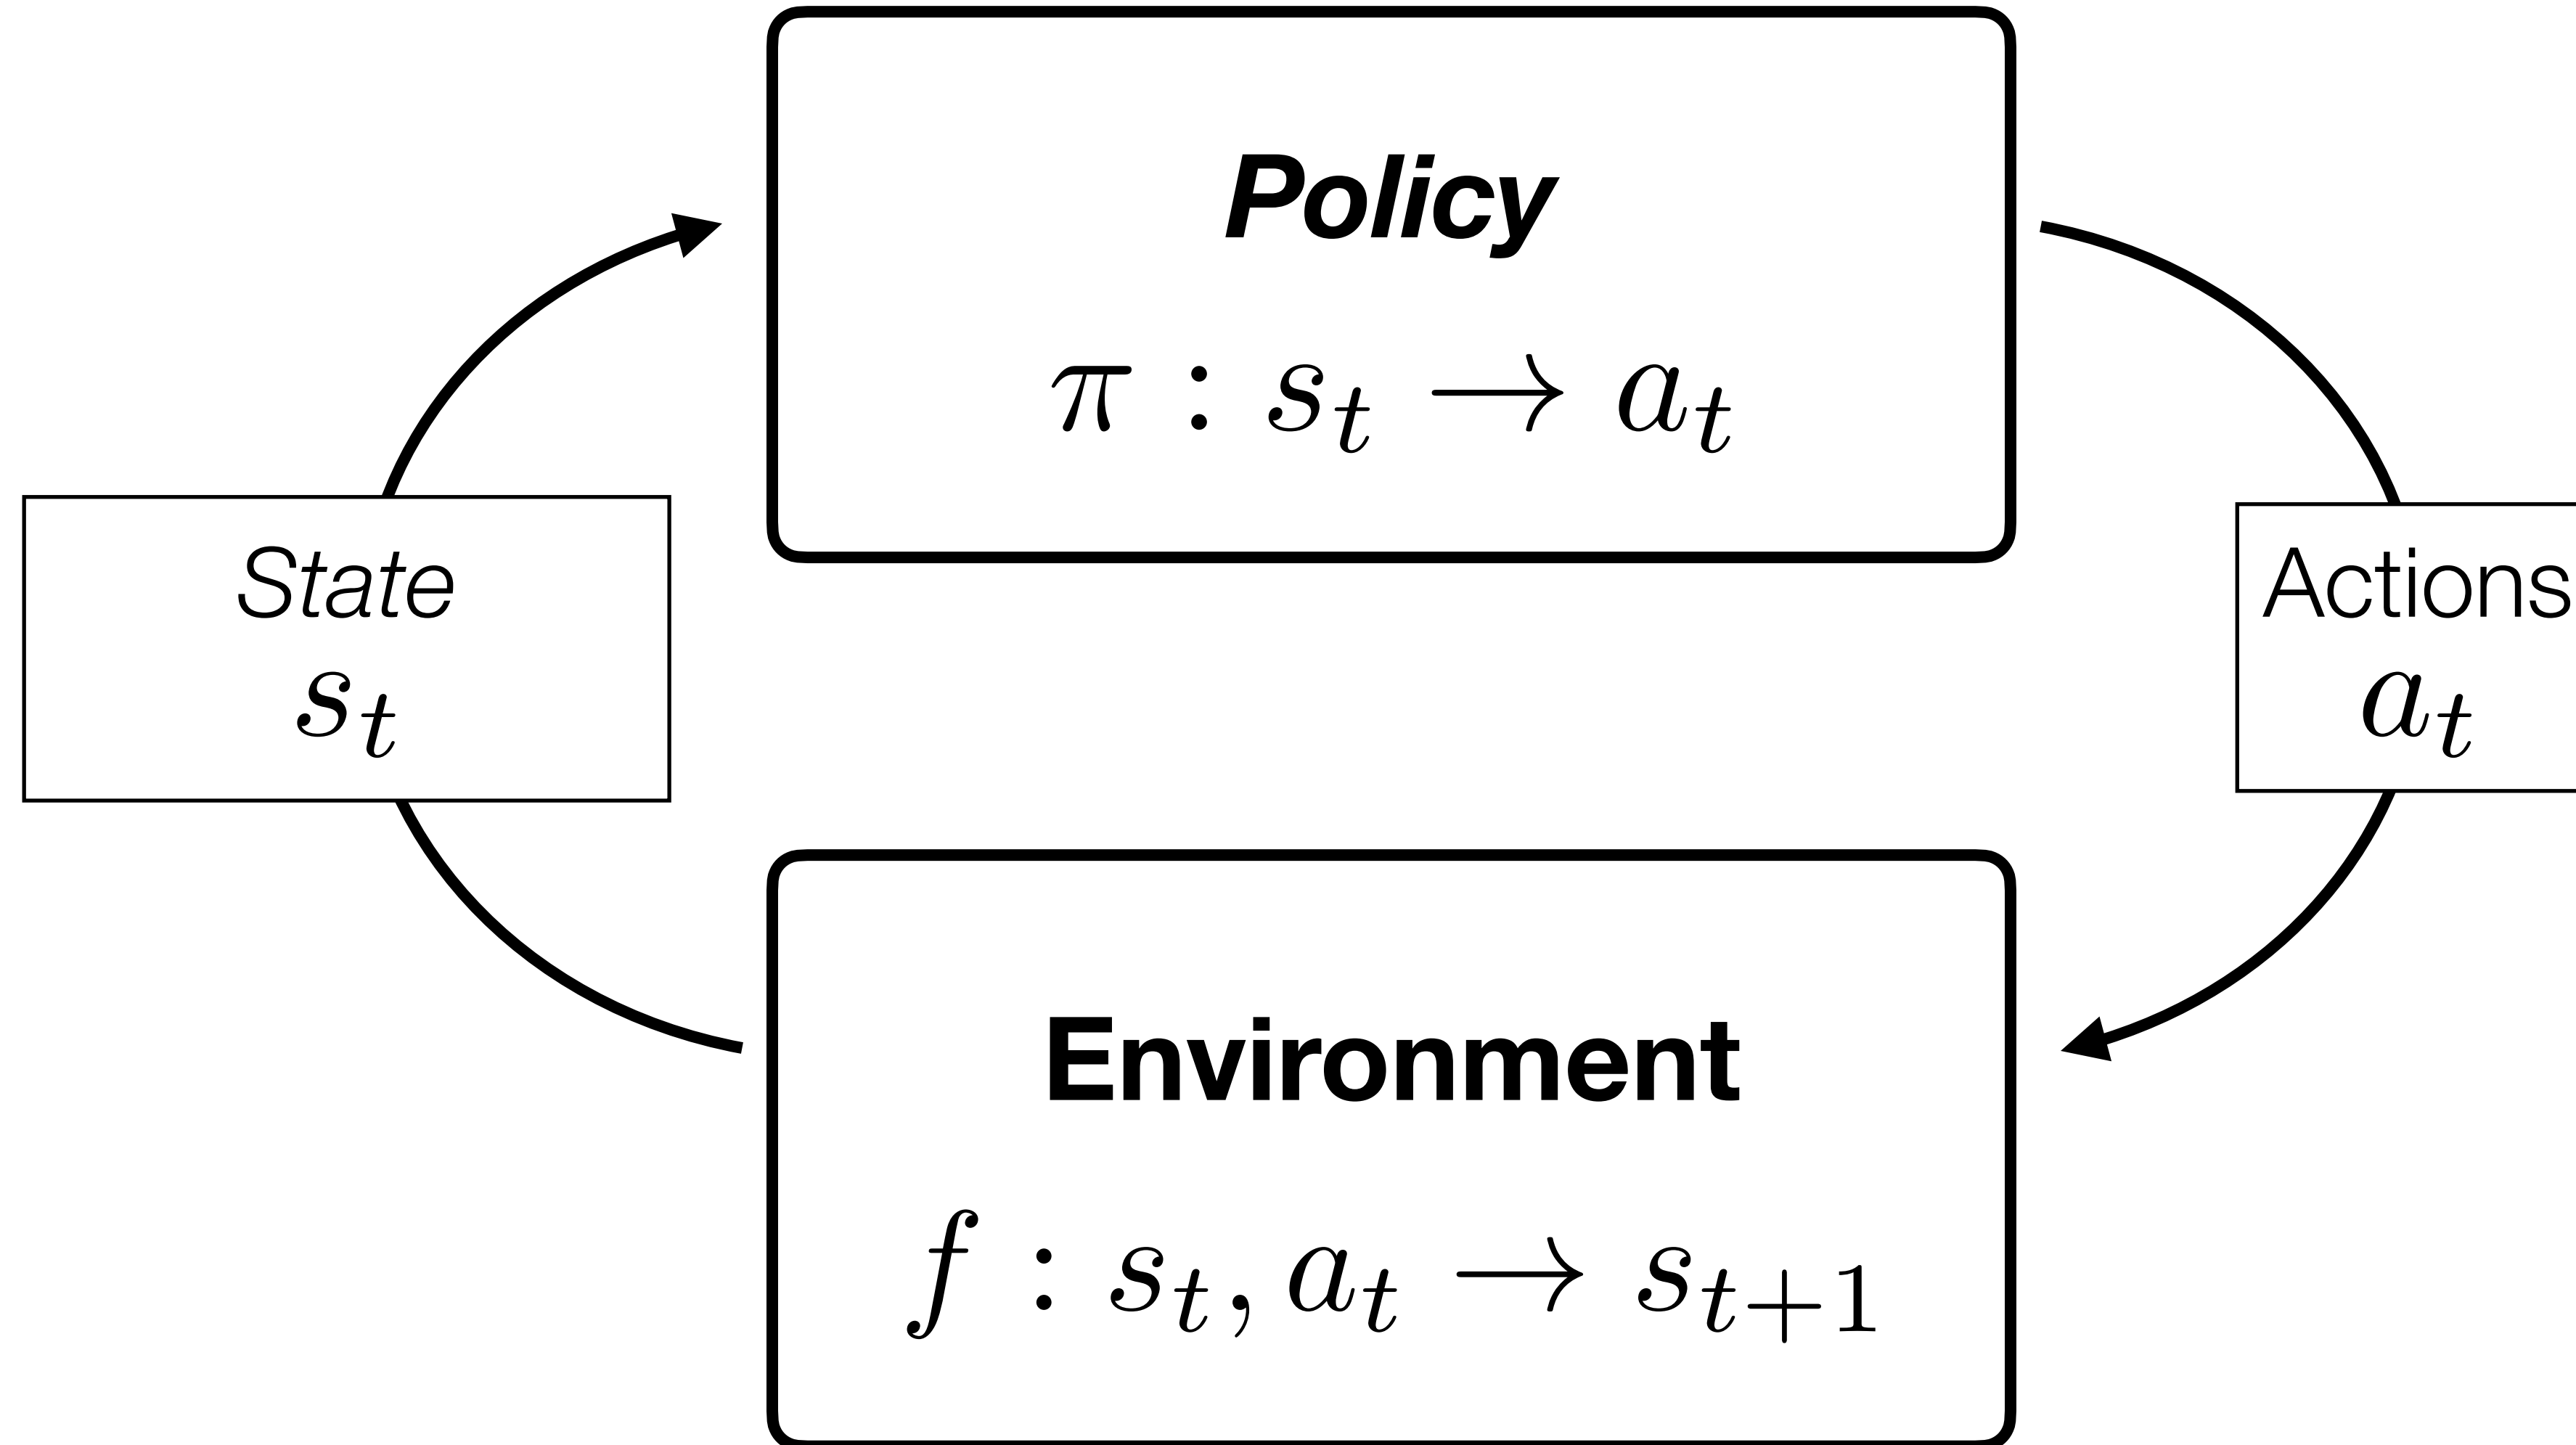 Policy
π : s_t → a_t
State
s_t
Actions
a_t
Environment
f : s_t, a_t → s_{t+1}